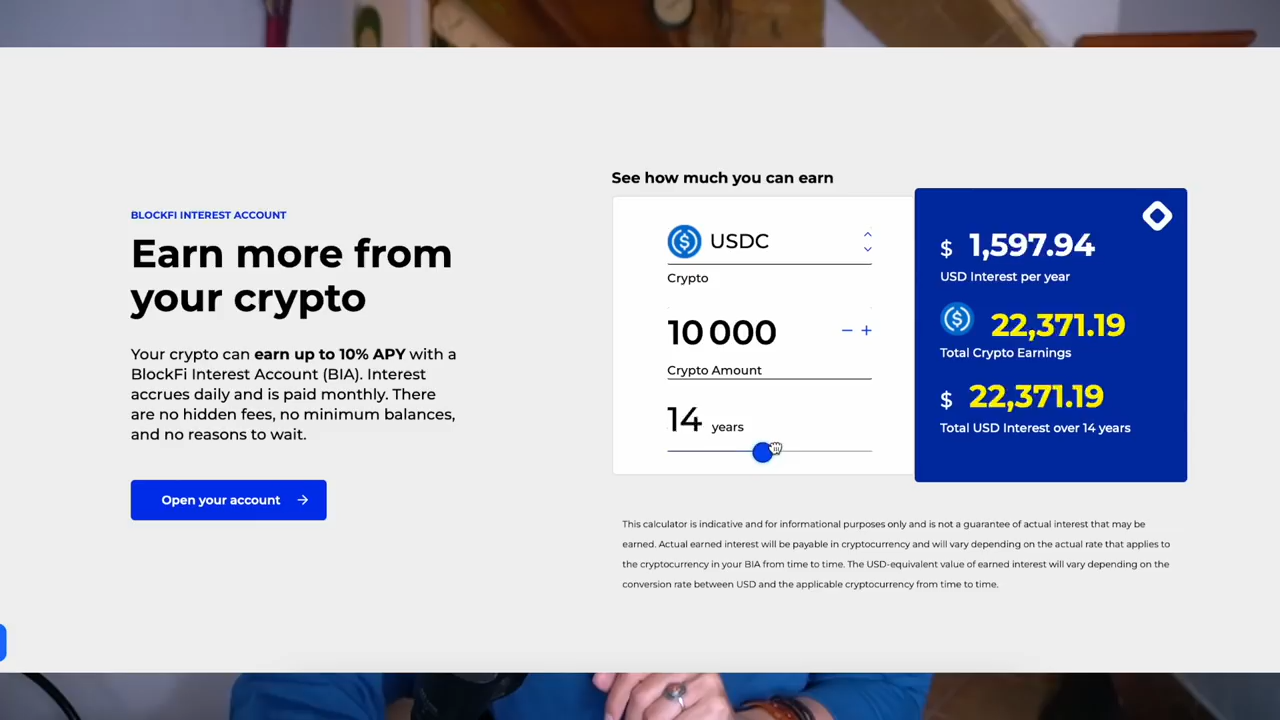 BLOCKFI INTEREST ACCOUNT
Earn more from
your crypto
Your crypto can earn up to 10% APY with a
BlockFi Interest Account (BIA). Interest
accrues daily and is paid monthly. There
are no hidden fees, no minimum balances,
and no reasons to wait.
Open your account
See how much you can earn
USDC
Crypto
10 000
Crypto Amount
14 years
$ 1,597.94
USD Interest per year
22,371.19
Total Crypto Earnings
$ 22,371.19
Total USD Interest over 14 years
This calculator is indicative and for informational purposes only and is not a guarantee of actual interest that may be
earned. Actual earned interest will be payable in cryptocurrency and will vary depending on the actual rate that applies to
the cryptocurrency in your BIA from time to time. The USD-equivalent value of earned interest will vary depending on the
conversion rate between USD and the applicable cryptocurrency from time to time.